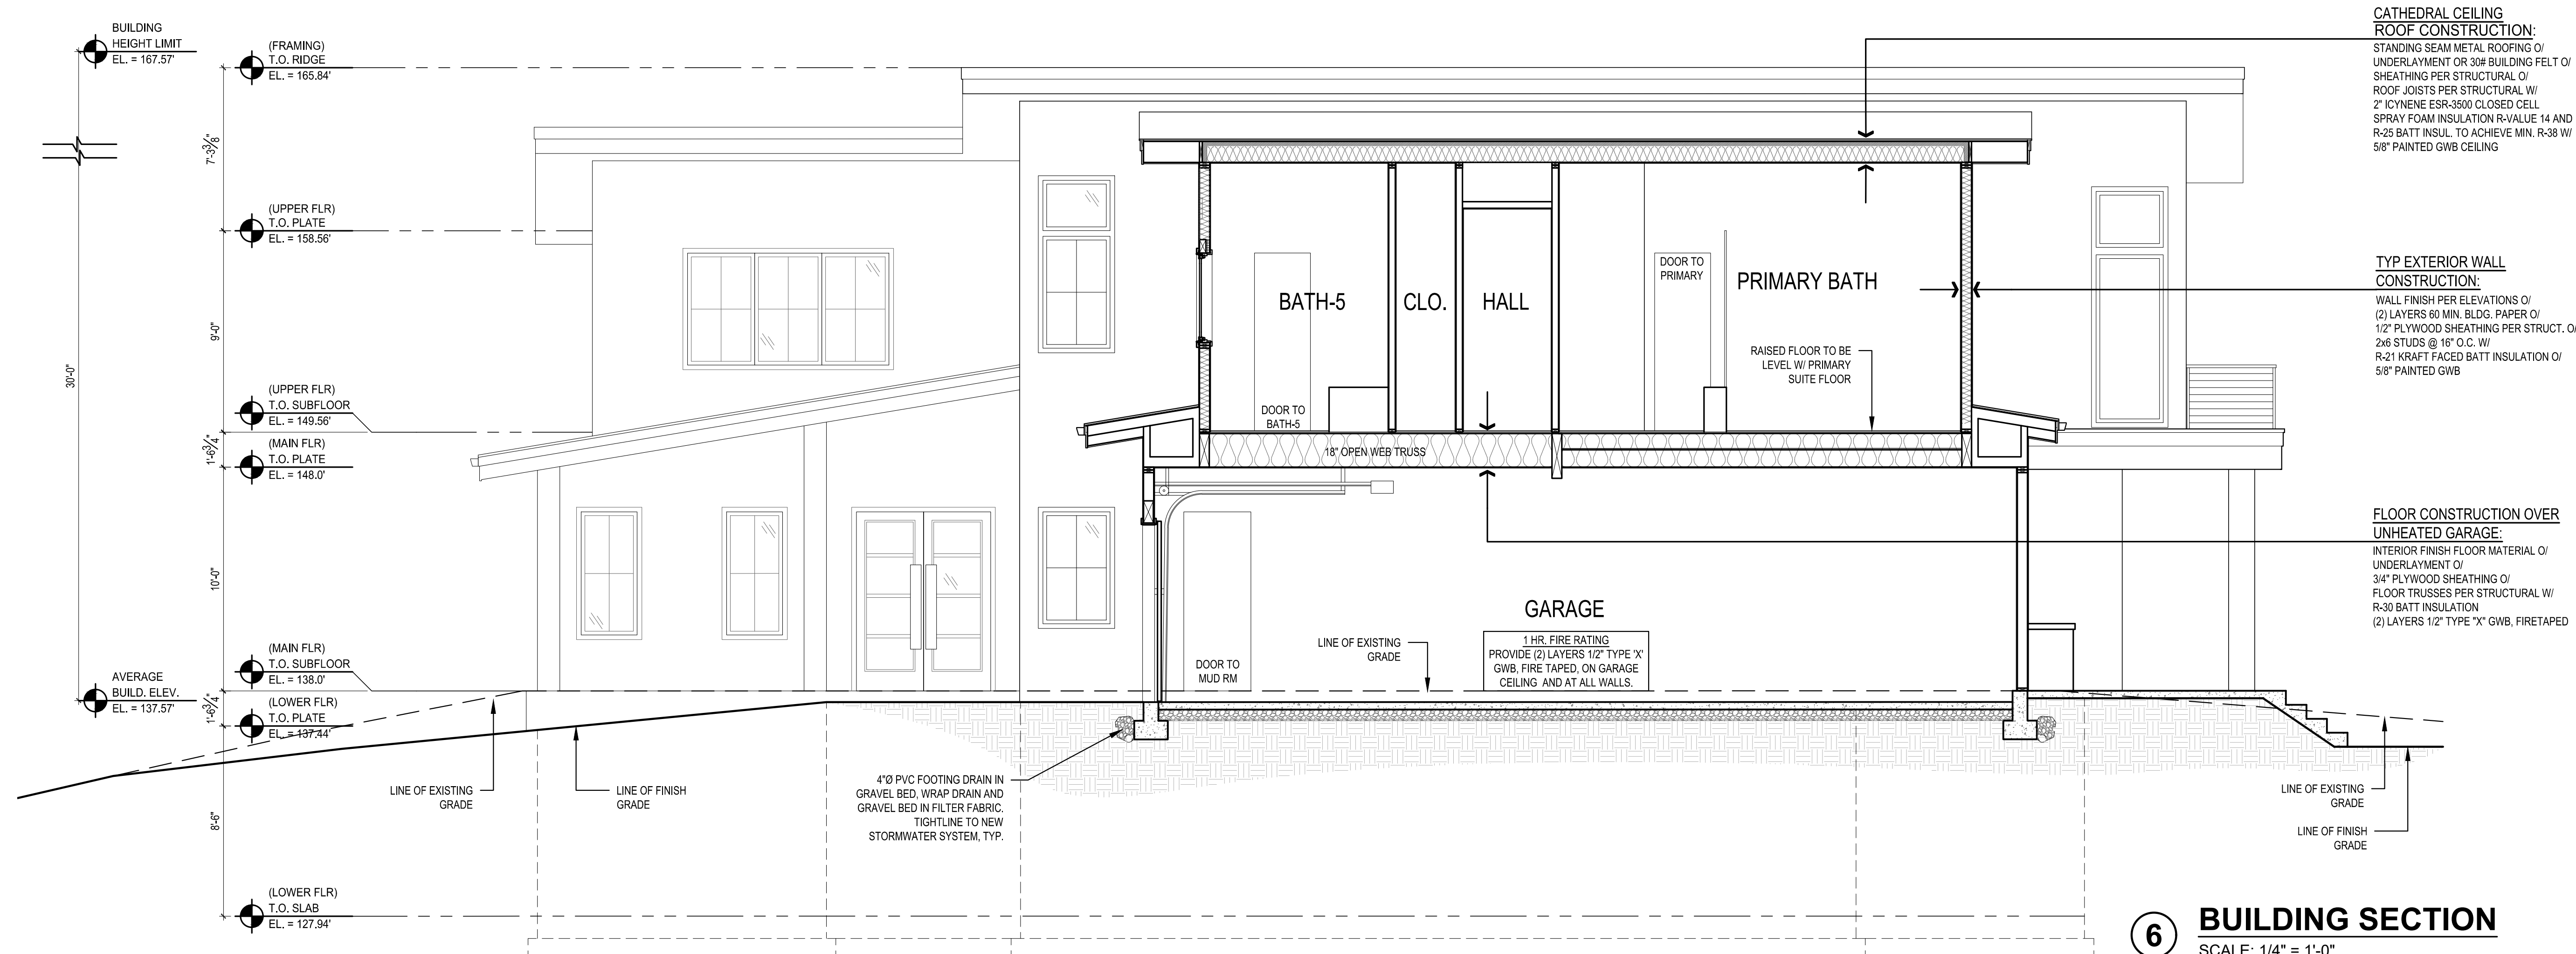 BUILDING
HEIGHT LIMIT
EL. = 167.57'
(FRAMING)
T.O. RIDGE
EL. = 165.84'
7'-3 3/8"
(UPPER FLR)
T.O. PLATE
EL. = 158.56'
9'-0"
30'-0"
(UPPER FLR)
T.O. SUBFLOOR
EL. = 149.56'
1'-6 3/4"
(MAIN FLR)
T.O. PLATE
EL. = 148.0'
10'-0"
(MAIN FLR)
T.O. SUBFLOOR
EL. = 138.0'
AVERAGE
BUILD. ELEV.
EL. = 137.57'
1'-6 3/4"
(LOWER FLR)
T.O. PLATE
EL. = 137.44'
8'-6"
(LOWER FLR)
T.O. SLAB
EL. = 127.94'
LINE OF EXISTING
GRADE
LINE OF FINISH
GRADE
4"Ø PVC FOOTING DRAIN IN
GRAVEL BED, WRAP DRAIN AND
GRAVEL BED IN FILTER FABRIC.
TIGHTLINE TO NEW
STORMWATER SYSTEM, TYP.
BATH-5
CLO.
HALL
DOOR TO
PRIMARY
PRIMARY BATH
RAISED FLOOR TO BE
LEVEL W/ PRIMARY
SUITE FLOOR
DOOR TO
BATH-5
18" OPEN WEB TRUSS
GARAGE
LINE OF EXISTING
GRADE
1 HR. FIRE RATING
PROVIDE (2) LAYERS 1/2" TYPE 'X'
GWB, FIRE TAPED, ON GARAGE
CEILING AND AT ALL WALLS.
DOOR TO
MUD RM
CATHEDRAL CEILING
ROOF CONSTRUCTION:
STANDING SEAM METAL ROOFING O/
UNDERLAYMENT OR 30# BUILDING FELT O/
SHEATHING PER STRUCTURAL O/
ROOF JOISTS PER STRUCTURAL W/
2" ICYNENE ESR-3500 CLOSED CELL
SPRAY FOAM INSULATION R-VALUE 14 AND
R-25 BATT INSUL. TO ACHIEVE MIN. R-38 W/
5/8" PAINTED GWB CEILING
TYP EXTERIOR WALL
CONSTRUCTION:
WALL FINISH PER ELEVATIONS O/
(2) LAYERS 60 MIN. BLDG. PAPER O/
1/2" PLYWOOD SHEATHING PER STRUCT. O/
2x6 STUDS @ 16" O.C. W/
R-21 KRAFT FACED BATT INSULATION O/
5/8" PAINTED GWB
FLOOR CONSTRUCTION OVER
UNHEATED GARAGE:
INTERIOR FINISH FLOOR MATERIAL O/
UNDERLAYMENT O/
3/4" PLYWOOD SHEATHING O/
FLOOR TRUSSES PER STRUCTURAL W/
R-30 BATT INSULATION
(2) LAYERS 1/2" TYPE "X" GWB, FIRETAPED
LINE OF EXISTING
GRADE
LINE OF FINISH
GRADE
6 BUILDING SECTION
SCALE: 1/4" = 1'-0"